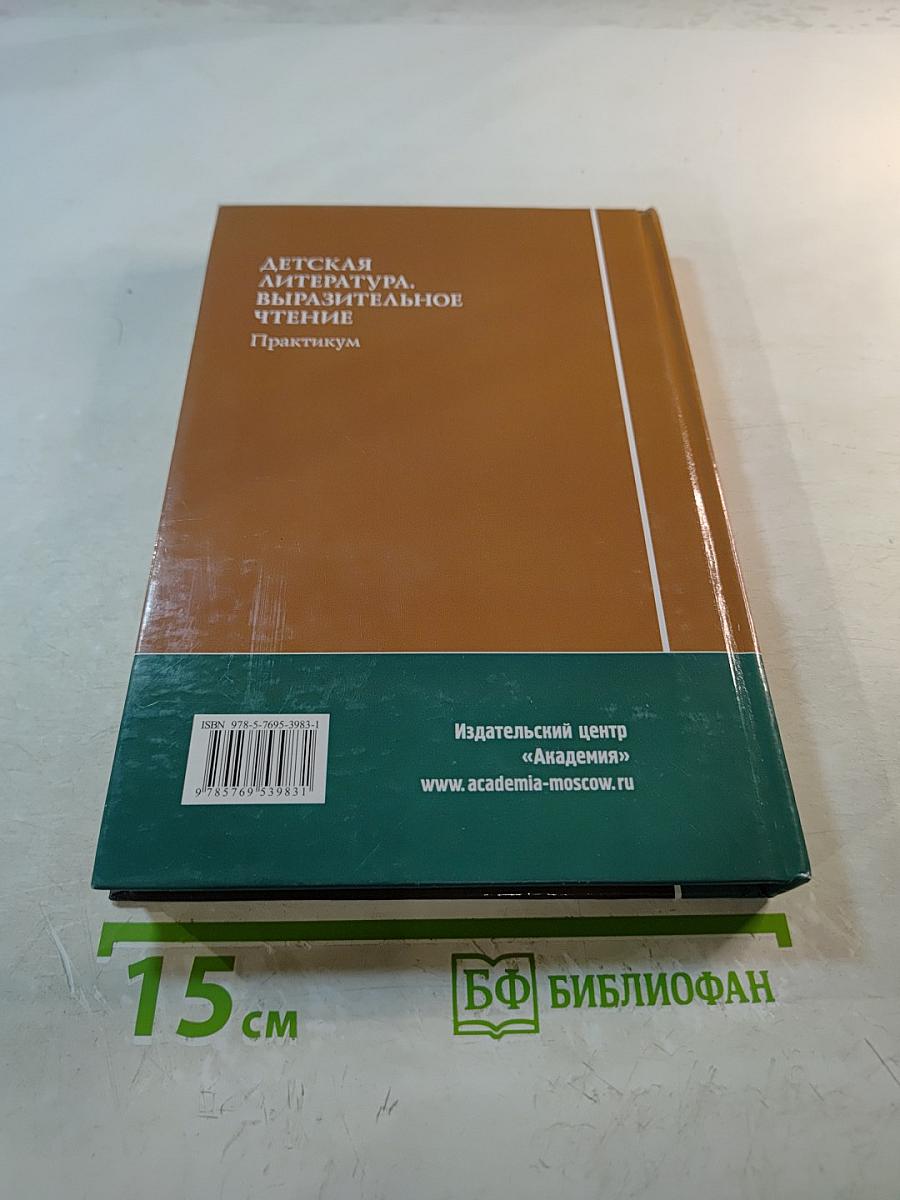 ДЕТСКАЯ
ЛИТЕРАТУРА.
ВЫРАЗИТЕЛЬНОЕ
ЧТЕНИЕ
Практикум
ISBN 978-5-7695-3983-1
9 785769 539831
Издательский центр
«Академия»
www.academia-moscow.ru
15 см
БФ БИБЛИОФАН